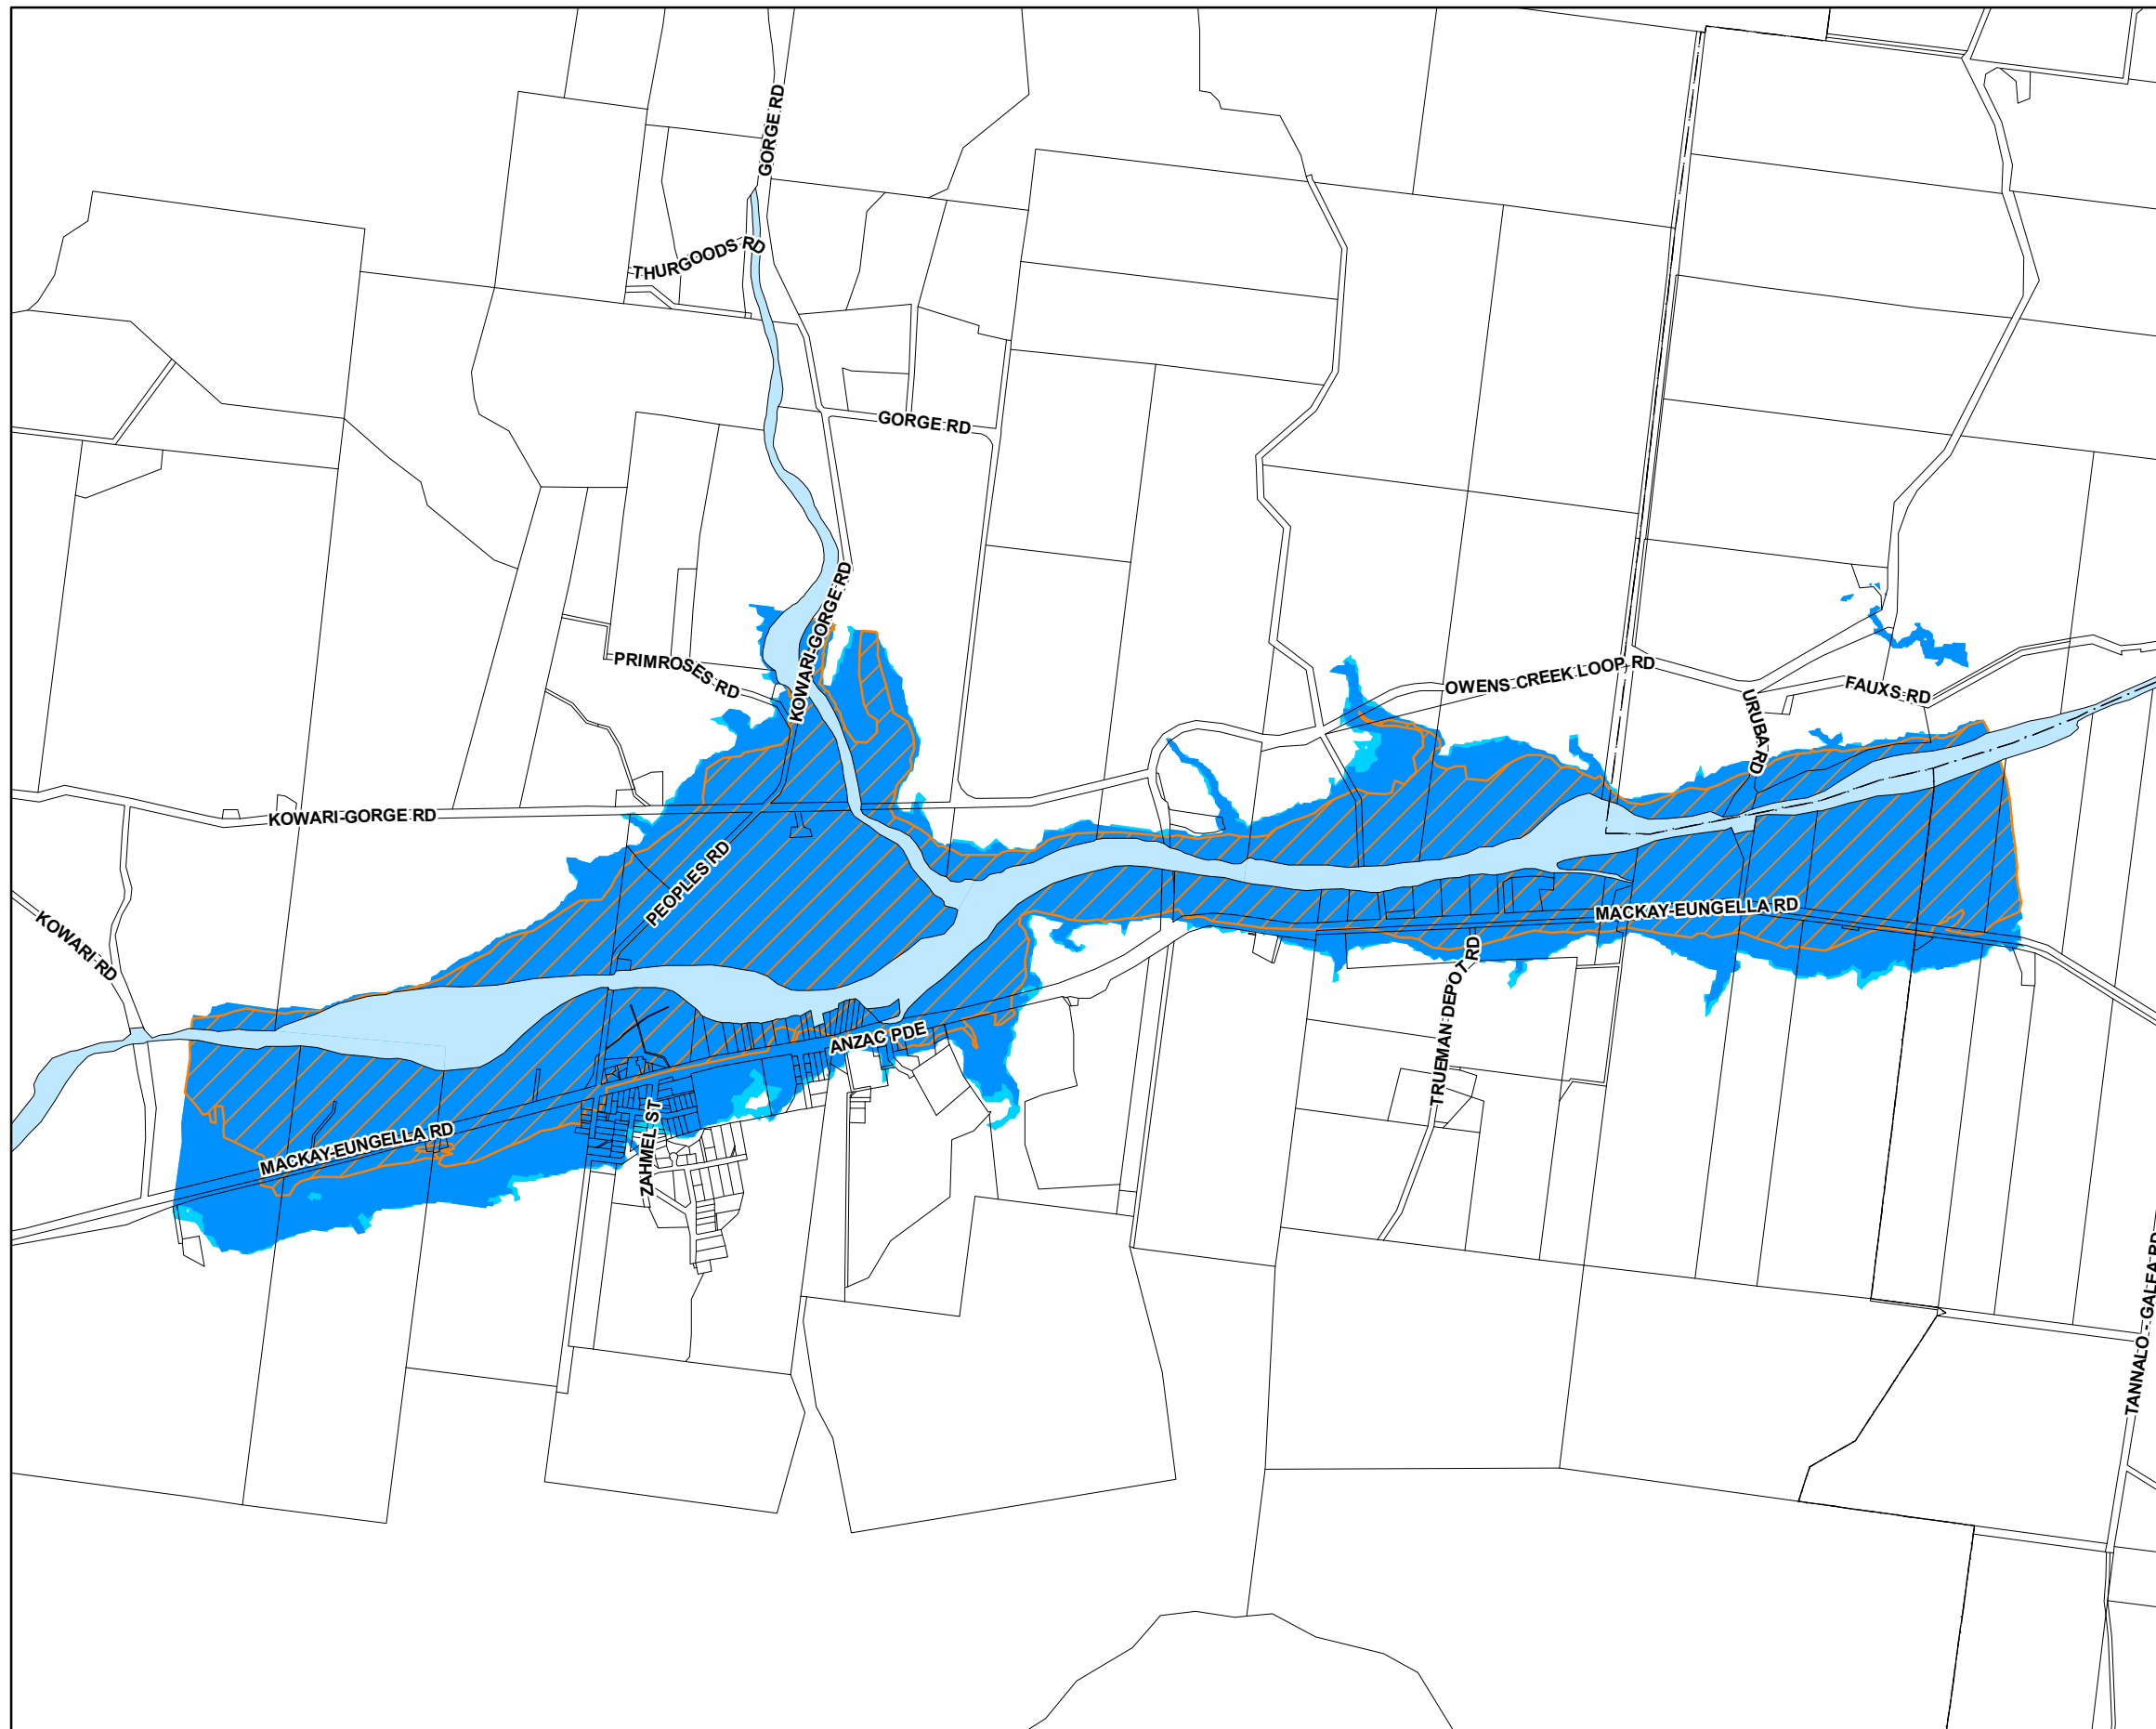 GORGE RD
THURGOODS RD
GORGE RD
KOWARI-GORGE RD
PRIMROSES RD
OWENS CREEK LOOP RD
FAUXS RD
URUBA RD
KOWARI-GORGE RD
PEOPLES RD
KOWARI RD
MACKAY-EUNGELLA RD
TRUEMAN DEPOT RD
ANZAC PDE
MACKAY-EUNGELLA RD
ZAHMEL ST
TANNALO - GALEA RD